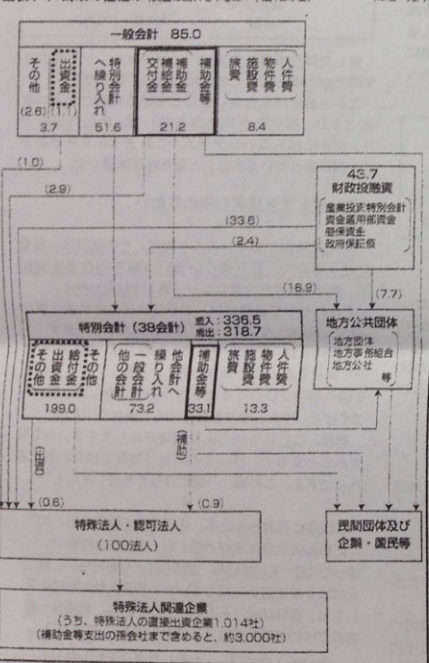 一般会計 85.0
その他
出資金
特別会計へ繰り入れ
交付金
補給金
補助金
補助金等
旅費
施設費
物件費
人件費
(2.6)(1.1)
3.7
51.6
21.2
8.4
(1.0)
(2.9)
(33.6)
(2.4)
43.7
財政投融資
産業投資特別会計
資金運用部資金
簡保資金
政府保証債
(16.9)
(7.7)
特別会計(38会計)
歳入:336.5
歳出:318.7
その他
出資金
給付金
その他
他の会計
一般会計
繰り入れ
他会計へ
補助金等
旅費
施設費
物件費
人件費
199.0
73.2
33.1
13.3
地方公共団体
地方団体
地方事務組合
地方公社
等
(出資)
(補助)
(0.6)
(0.9)
特殊法人・認可法人
(100法人)
民間団体及び
企業・国民等
特殊法人関連企業
(うち、特殊法人の直接出資企業1,014社)
(補助金等支出の孫会社まで含めると、約3,000社)